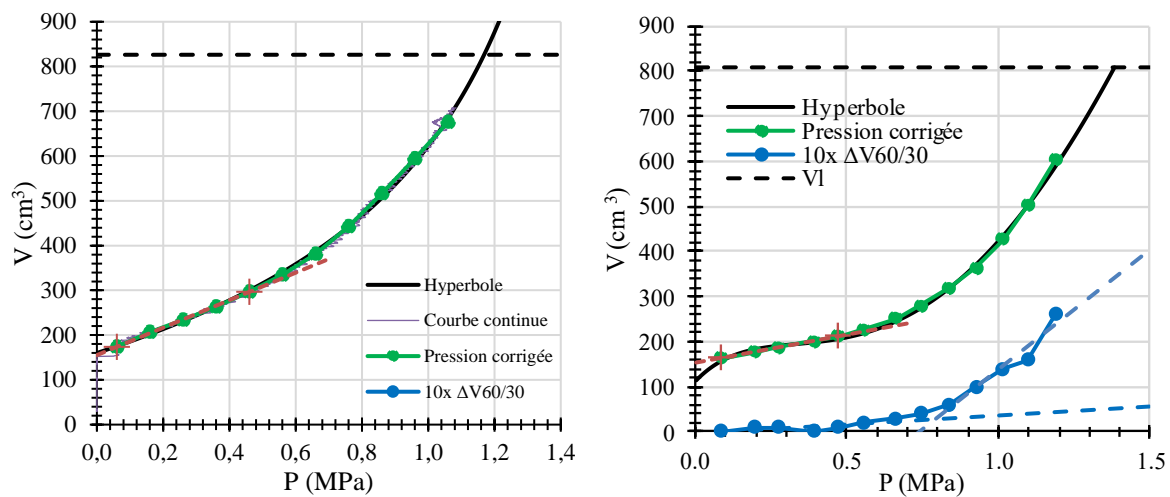 900
800
700
600
500
400
300
200
100
0
V (cm³)
0,0 0,2 0,4 0,6 0,8 1,0 1,2 1,4
P (MPa)
Hyperbole
Courbe continue
Pression corrigée
10x ΔV60/30
900
800
700
600
500
400
300
200
100
0
V (cm³)
0.0 0.5 1.0 1.5
P (MPa)
Hyperbole
Pression corrigée
10x ΔV60/30
Vl